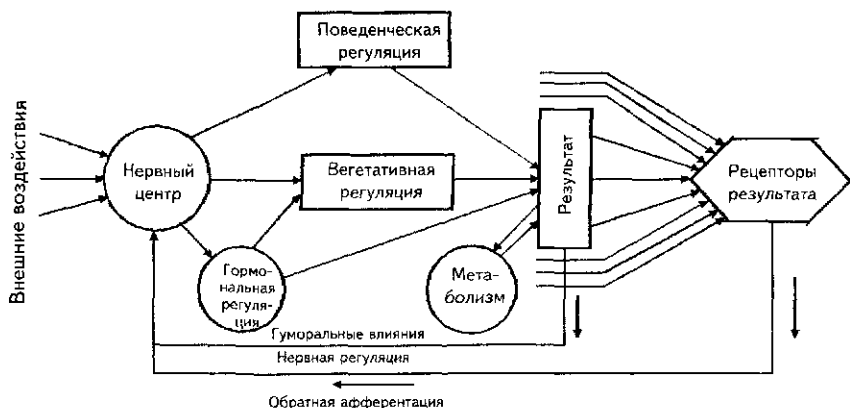 Поведенческая
регуляция
Внешние воздействия
Нервный
центр
Вегетативная
регуляция
Результат
Рецепторы
результата
Гормо-
нальная
регуля-
ция
Мета-
болизм
Гуморальные влияния
Нервная регуляция
Обратная афферентация